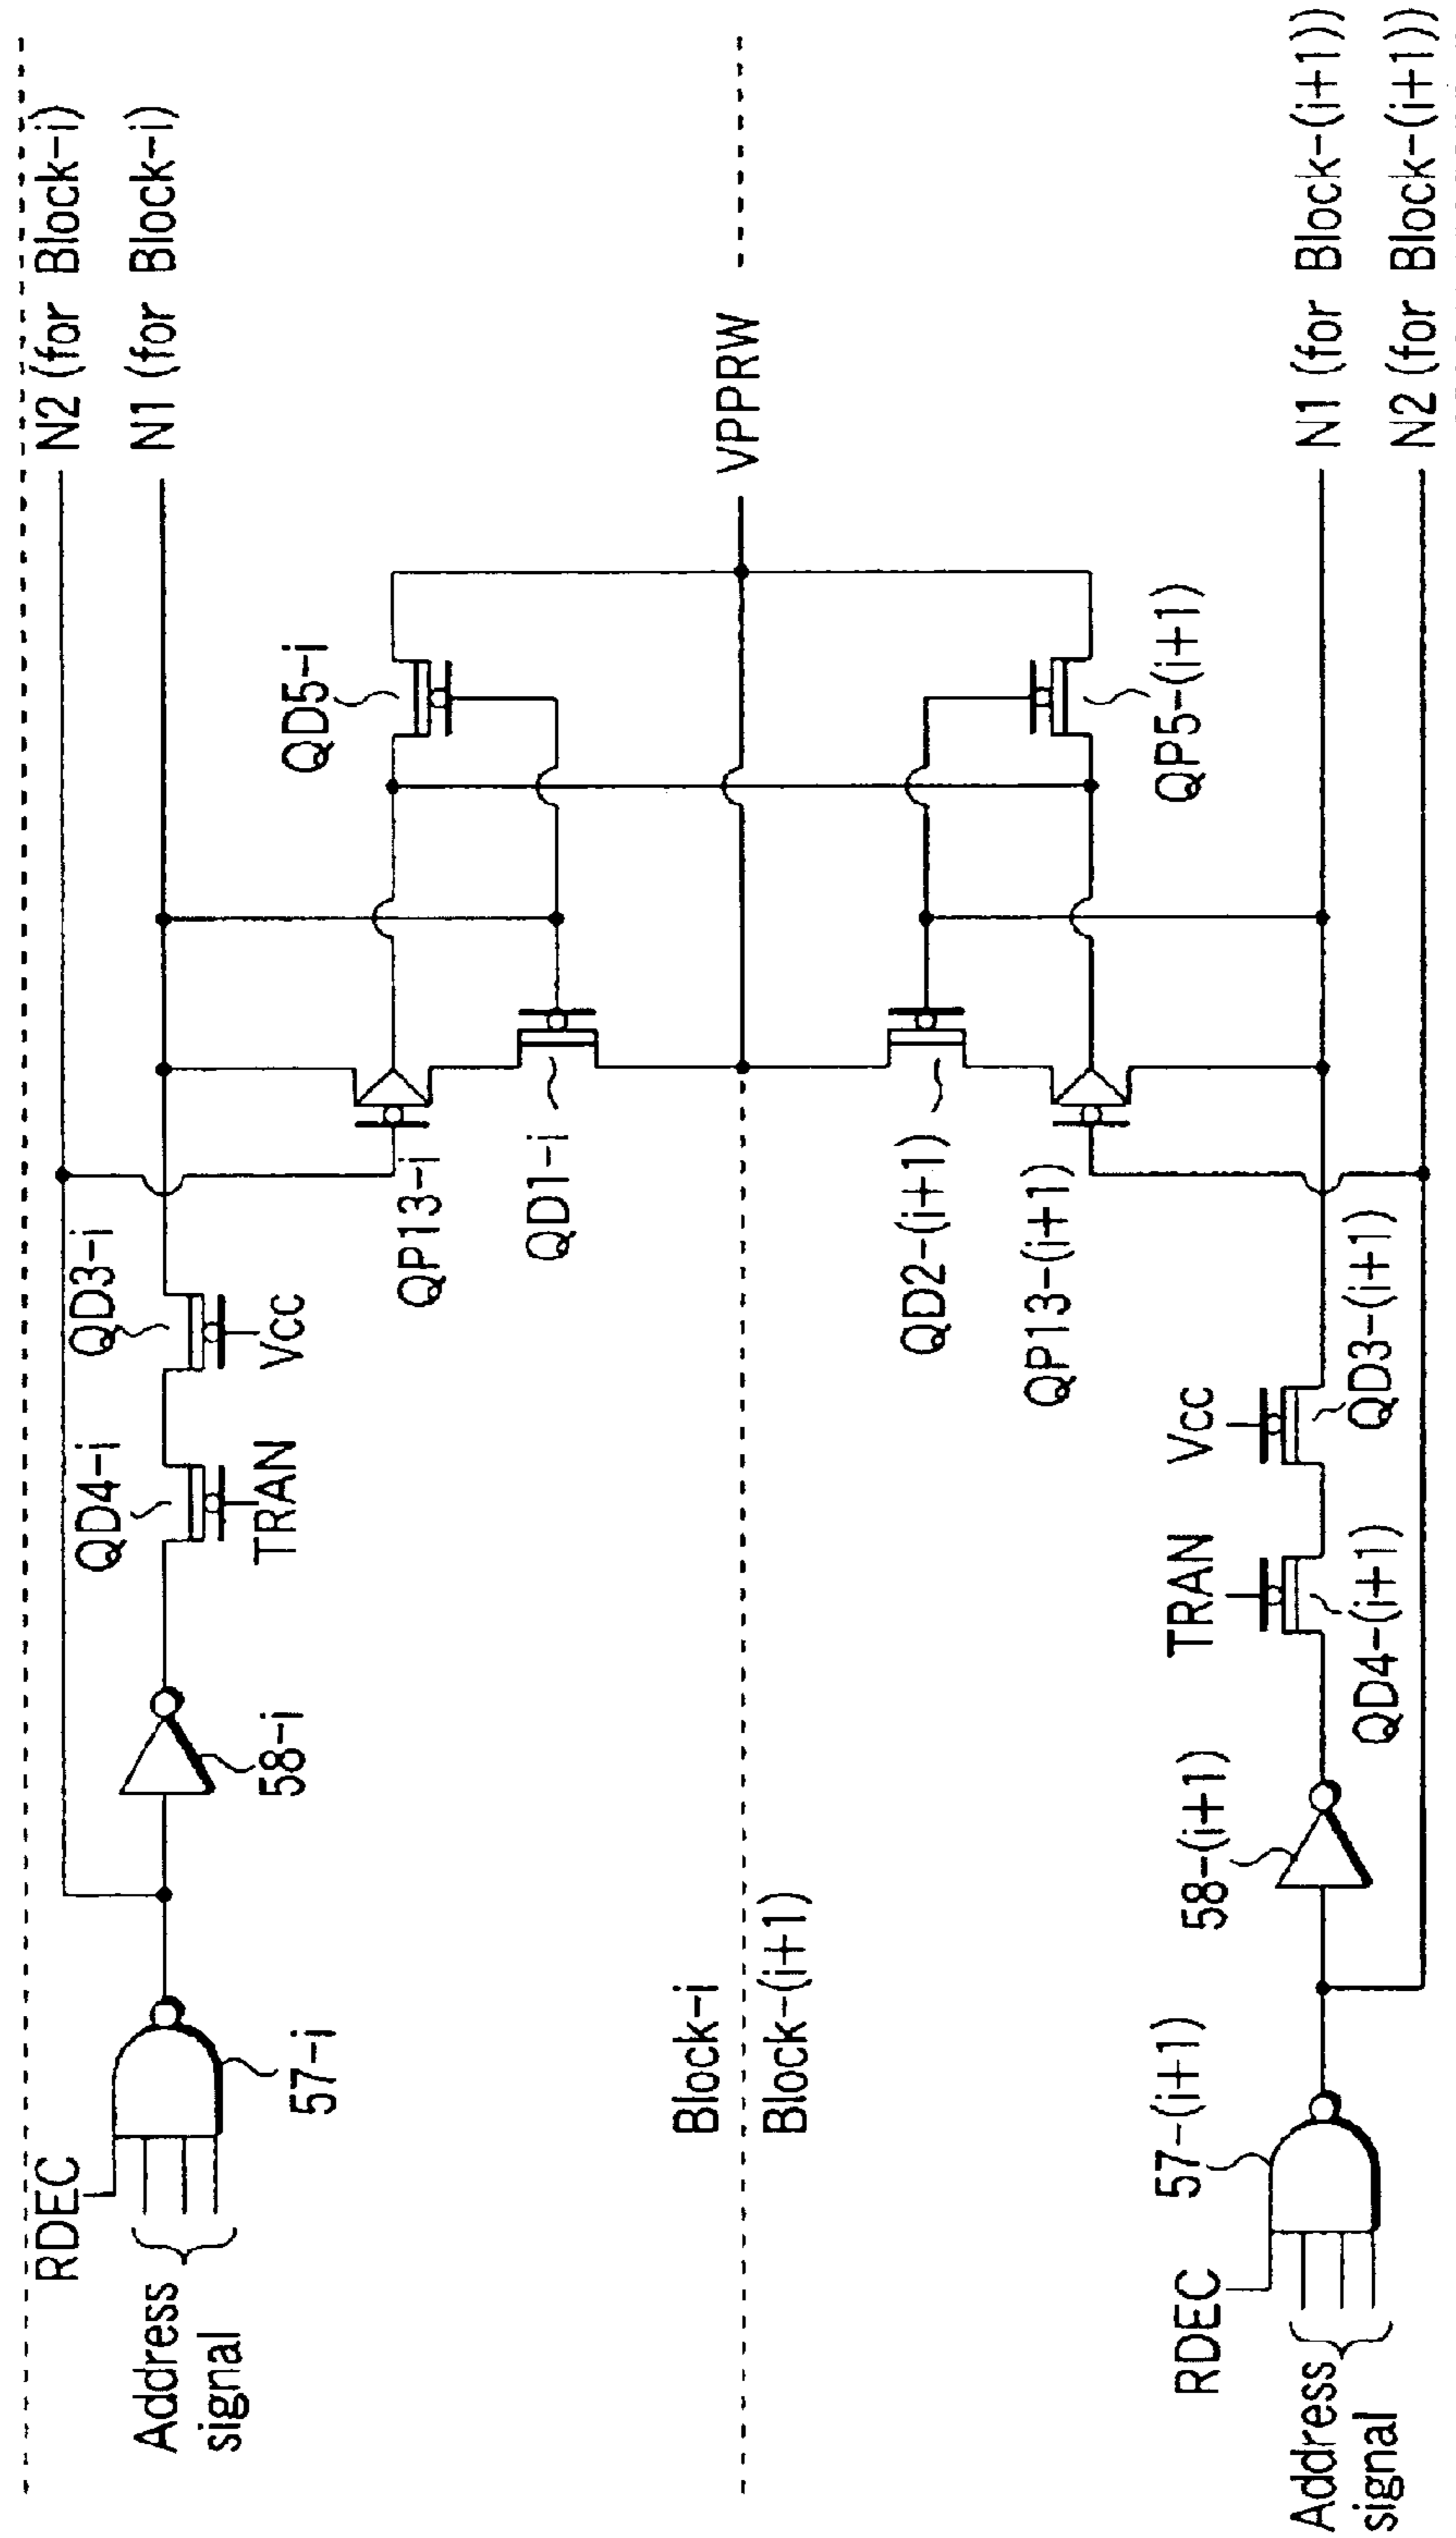 N2 (for Block-i)
N1 (for Block-i)
RDEC
Address
signal
57-i
58-i
QD4-i
TRAN
QD3-i
Vcc
QP13-i
QD1-i
QD5-i
VPPRW
Block-i
Block-(i+1)
QD2-(i+1)
QP13-(i+1)
QP5-(i+1)
RDEC
Address
signal
57-(i+1)
58-(i+1)
TRAN
QD4-(i+1)
Vcc
QD3-(i+1)
N1 (for Block-(i+1))
N2 (for Block-(i+1))